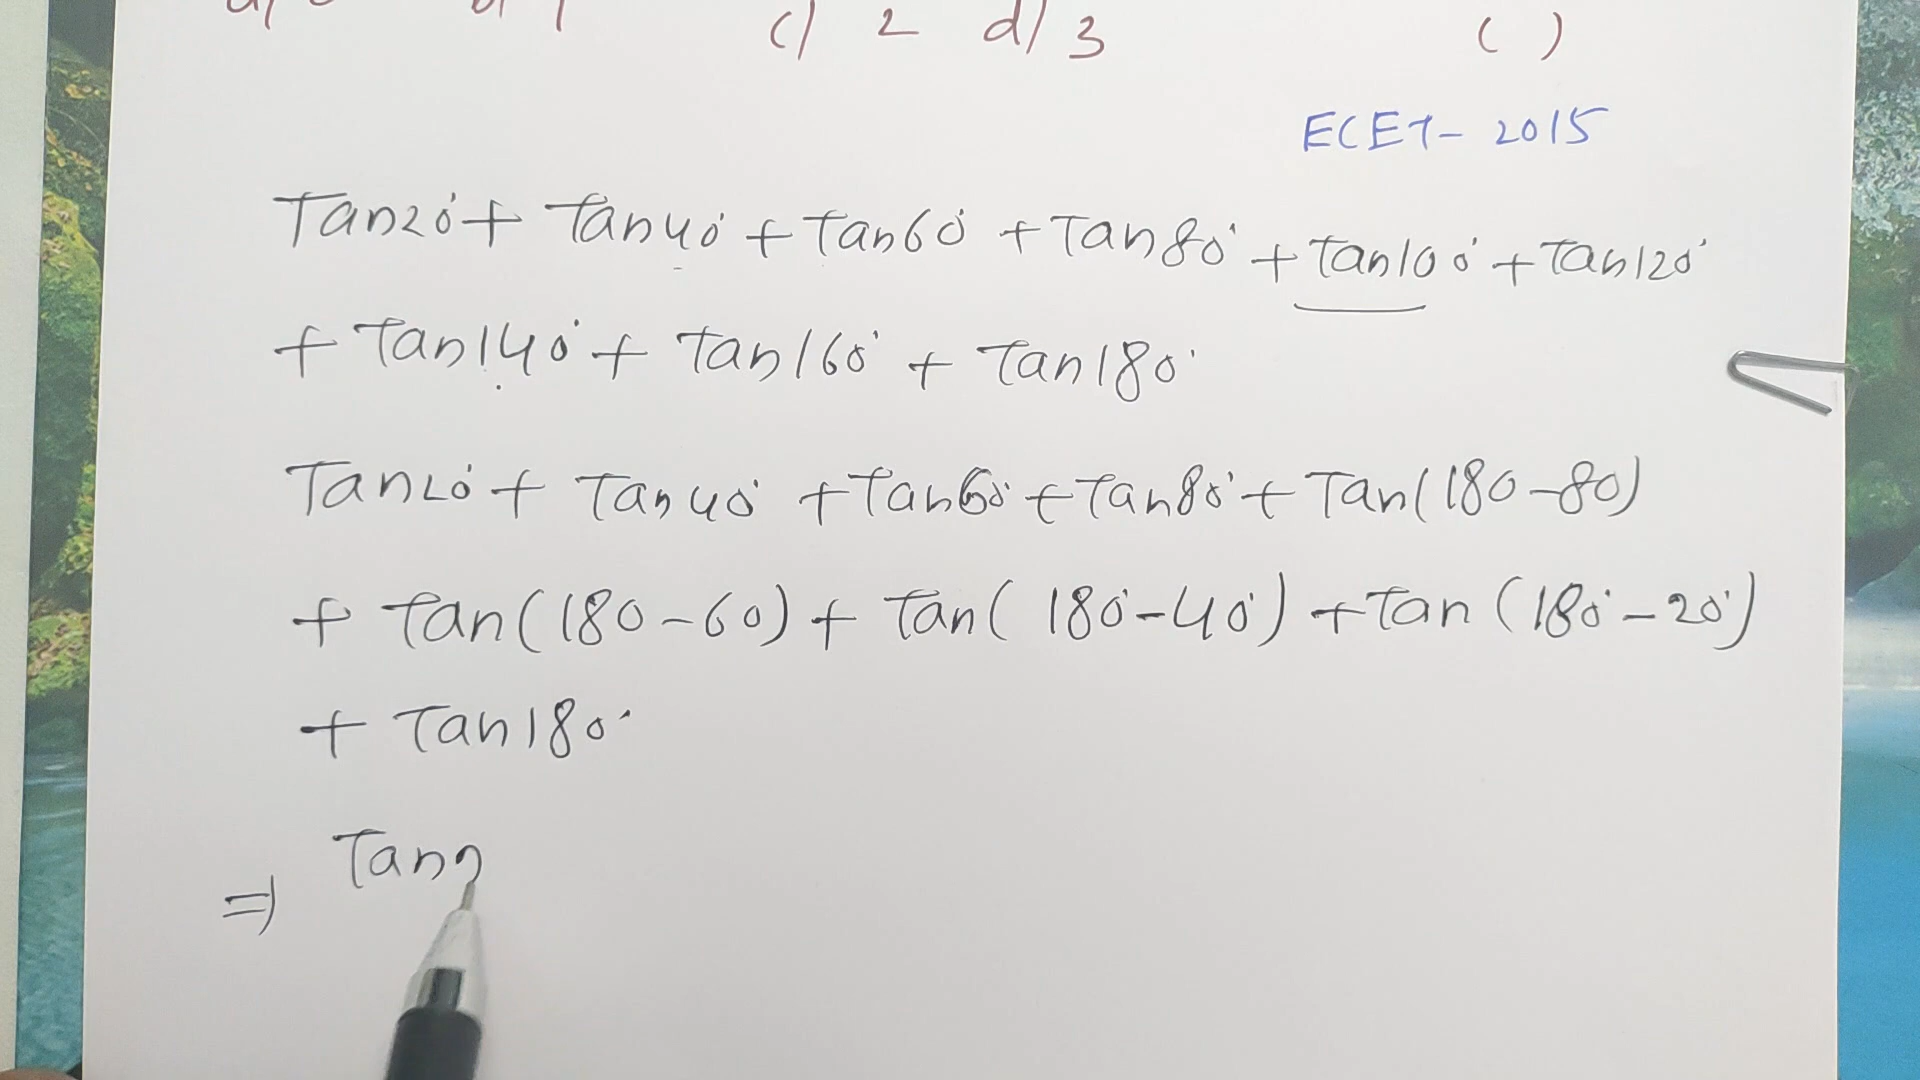 c) 2 d) 3 ( )
ECET- 2015
Tan20° + Tan40° + Tan60° + Tan80° + Tan100° + Tan120°
+ Tan140° + Tan160° + Tan180°
Tan20° + Tan40° + Tan60° + Tan80° + Tan(180-80)
+ Tan(180-60) + Tan(180°-40°) + Tan(180°-20°)
+ Tan180°
⇒ Tan2